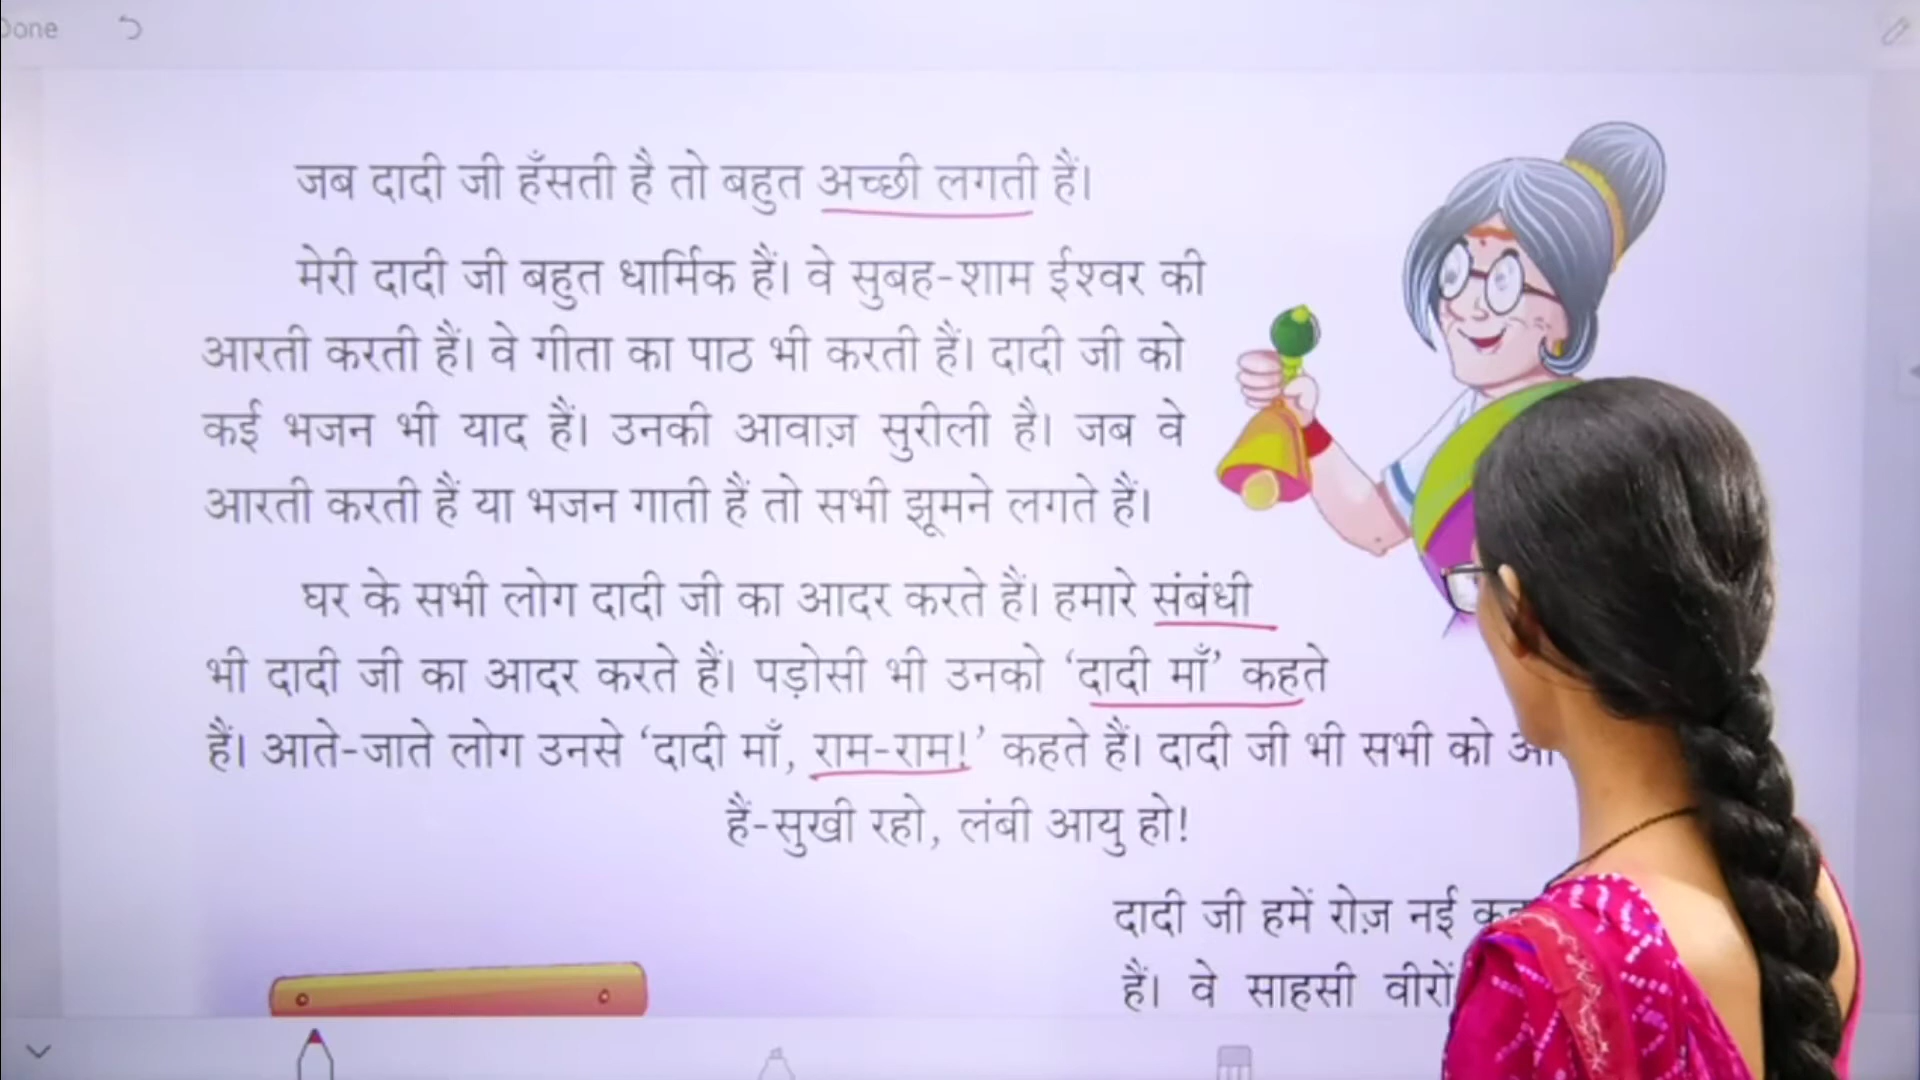 Done
जब दादी जी हँसती है तो बहुत अच्छी लगती हैं।
मेरी दादी जी बहुत धार्मिक हैं। वे सुबह-शाम ईश्वर की
आरती करती हैं। वे गीता का पाठ भी करती हैं। दादी जी को
कई भजन भी याद हैं। उनकी आवाज़ सुरीली है। जब वे
आरती करती हैं या भजन गाती हैं तो सभी झूमने लगते हैं।
घर के सभी लोग दादी जी का आदर करते हैं। हमारे संबंधी
भी दादी जी का आदर करते हैं। पड़ोसी भी उनको ‘दादी माँ’ कहते
हैं। आते-जाते लोग उनसे ‘दादी माँ, राम-राम!’ कहते हैं। दादी जी भी सभी को
हैं-सुखी रहो, लंबी आयु हो!
दादी जी हमें रोज़ नई
हैं। वे साहसी वीरों